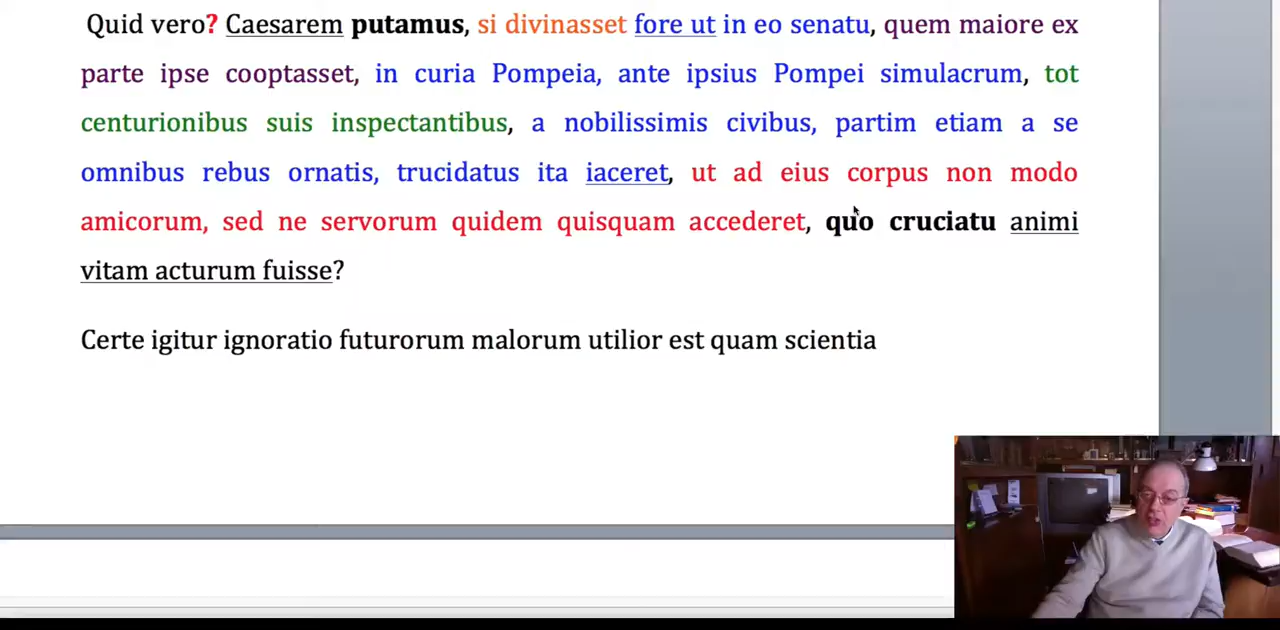 Quid vero? Caesarem putamus, si divinasset fore ut in eo senatu, quem maiore ex
parte ipse cooptasset, in curia Pompeia, ante ipsius Pompei simulacrum, tot
centurionibus suis inspectantibus, a nobilissimis civibus, partim etiam a se
omnibus rebus ornatis, trucidatus ita iaceret, ut ad eius corpus non modo
amicorum, sed ne servorum quidem quisquam accederet, quo cruciatu animi
vitam acturum fuisse?
Certe igitur ignoratio futurorum malorum utilior est quam scientia